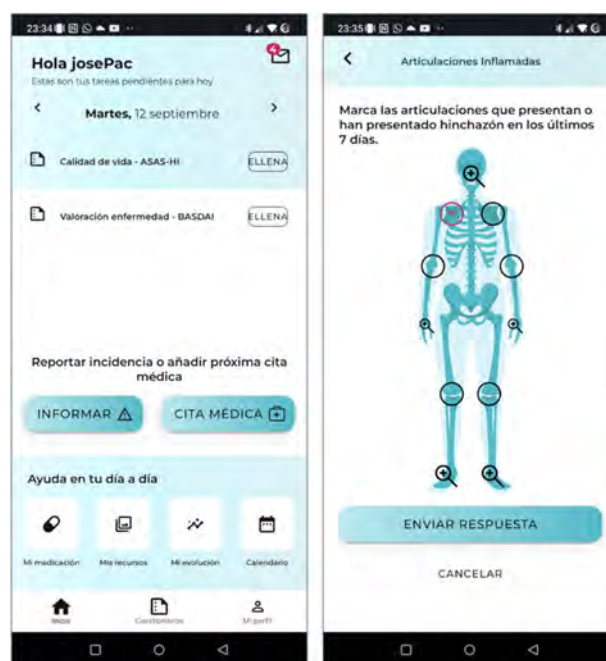 23:34
Hola josePac
4
Estas son tus tareas pendientes para hoy
Martes, 12 septiembre
Calidad de vida - ASAS-HI
ELLENA
Valoración enfermedad - BASDAI
ELLENA
Reportar incidencia o añadir próxima cita
médica
INFORMAR
CITA MÉDICA
Ayuda en tu día a día
Mi medicación
Mis recursos
Mi evolución
Calendario
Inicio
Cuestionarios
Mi perfil
23:35
Articulaciones Inflamadas
Marca las articulaciones que presentan o
han presentado hinchazón en los últimos
7 días.
ENVIAR RESPUESTA
CANCELAR